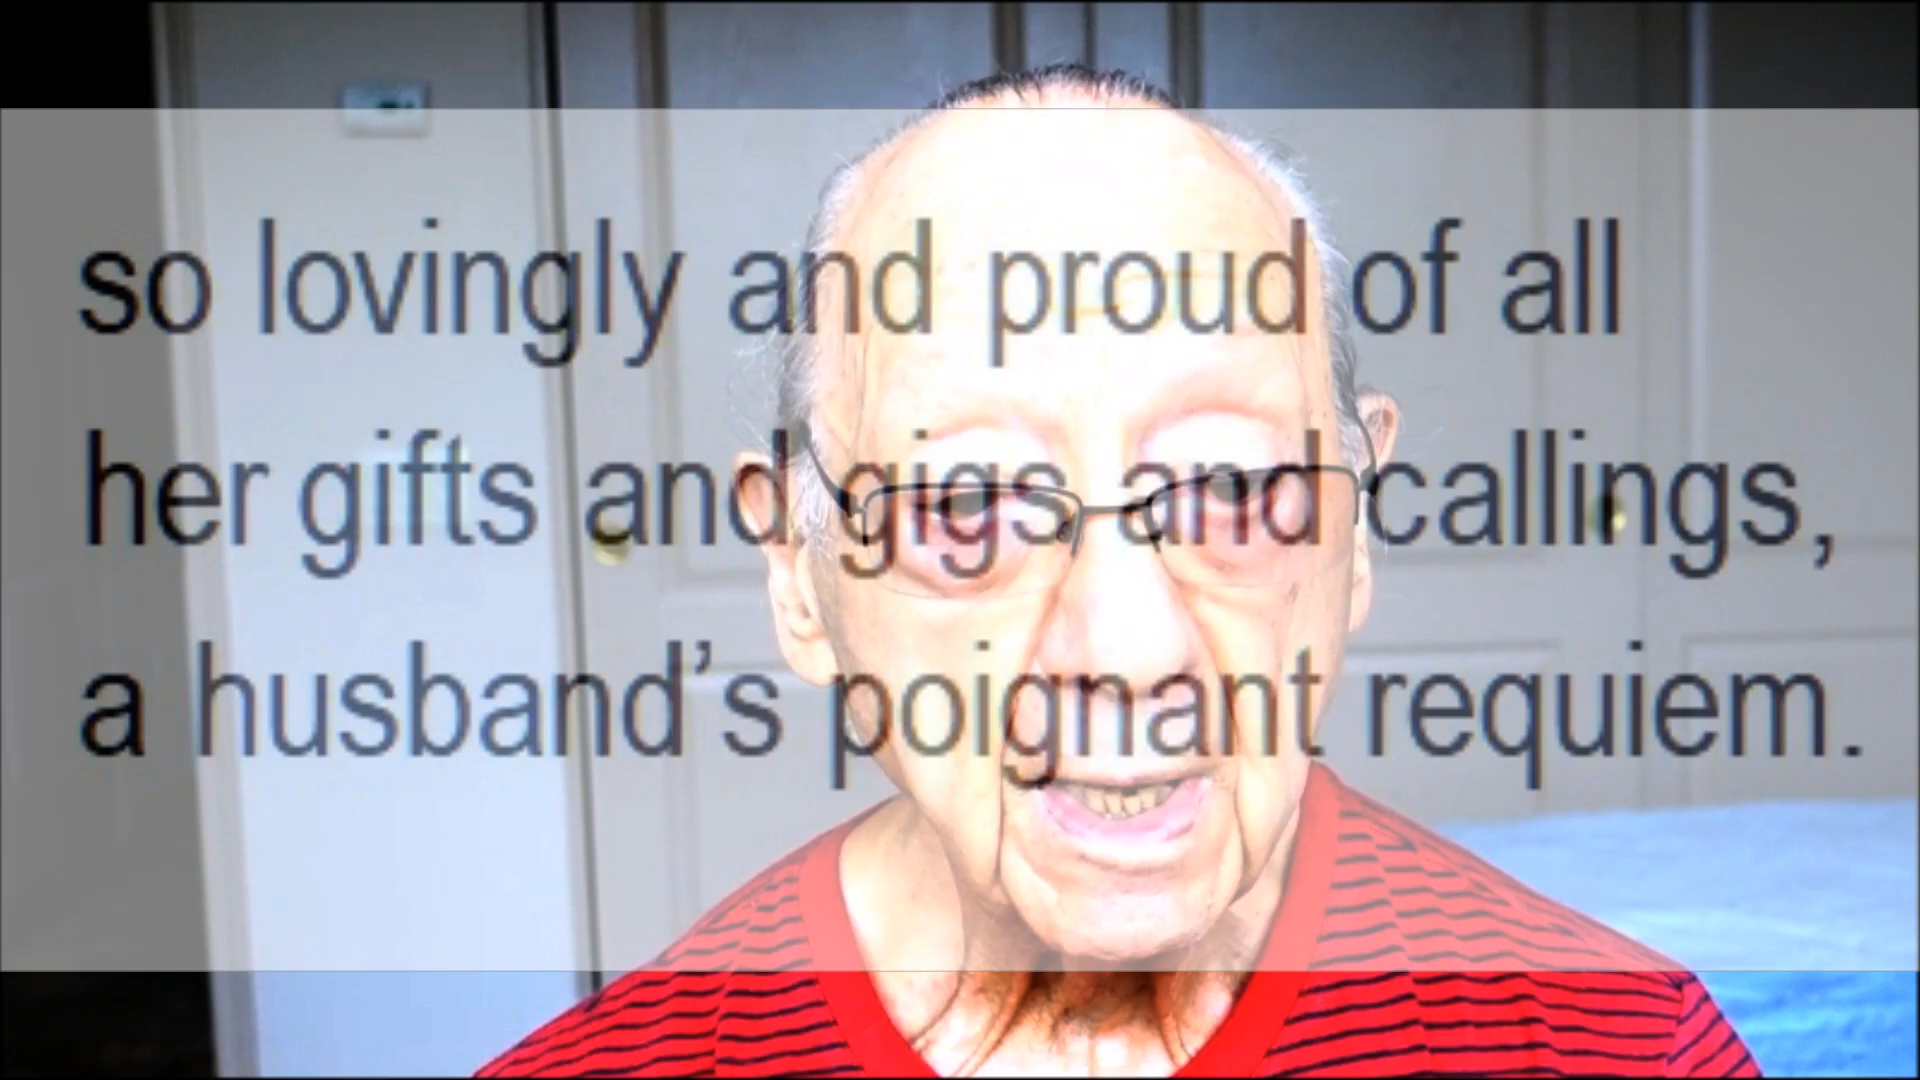 so lovingly and proud of all
her gifts and gigs and callings,
a husband’s poignant requiem.